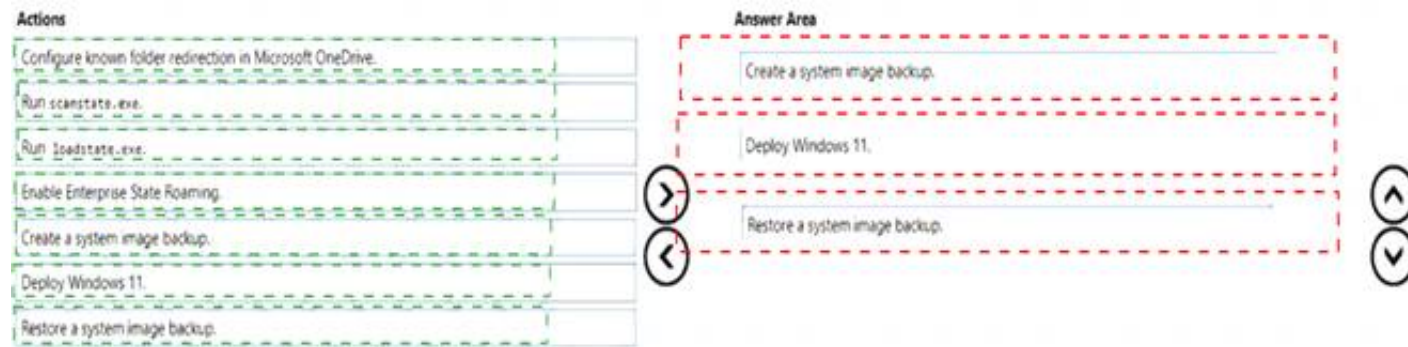 Actions
Configure known folder redirection in Microsoft OneDrive.
Run scanstate.exe.
Run loadstate.exe.
Enable Enterprise State Roaming.
Create a system image backup.
Deploy Windows 11.
Restore a system image backup.
Answer Area
Create a system image backup.
Deploy Windows 11.
Restore a system image backup.